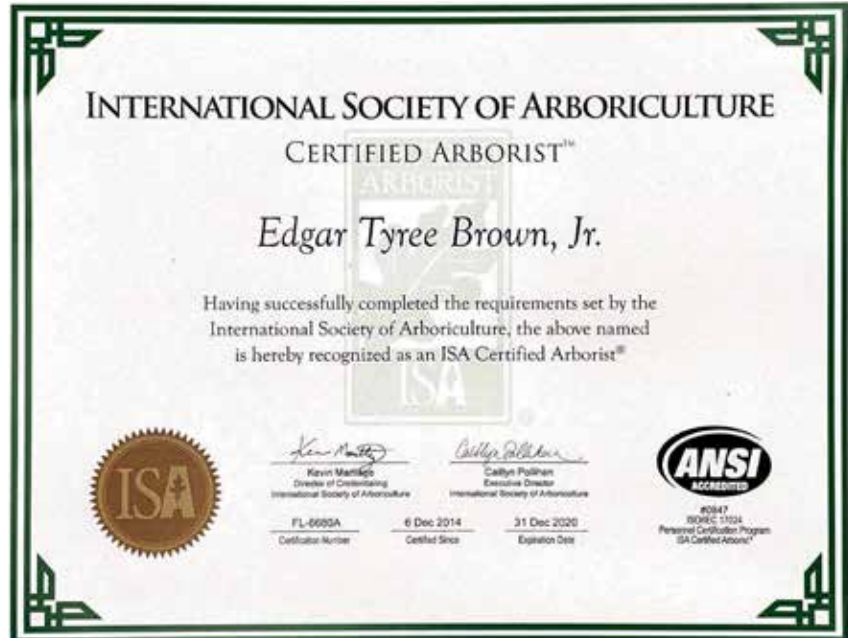 INTERNATIONAL SOCIETY OF ARBORICULTURE
CERTIFIED ARBORIST™
ARBORIST
Edgar Tyree Brown, Jr.
Having successfully completed the requirements set by the
International Society of Arboriculture, the above named
is hereby recognized as an ISA Certified Arborist®
ISA
ISA
Kevin
Director of Credentialing
International Society of Arboriculture
FL-6680A
Certification Number
6 Dec 2014
Certified Since
Caitlyn Pollihan
Executive Director
International Society of Arboriculture
31 Dec 2020
Expiration Date
ANSI
ACCREDITED
#0847
ISO/IEC 17024
Personnel Certification Program
ISA Certified Arborist®